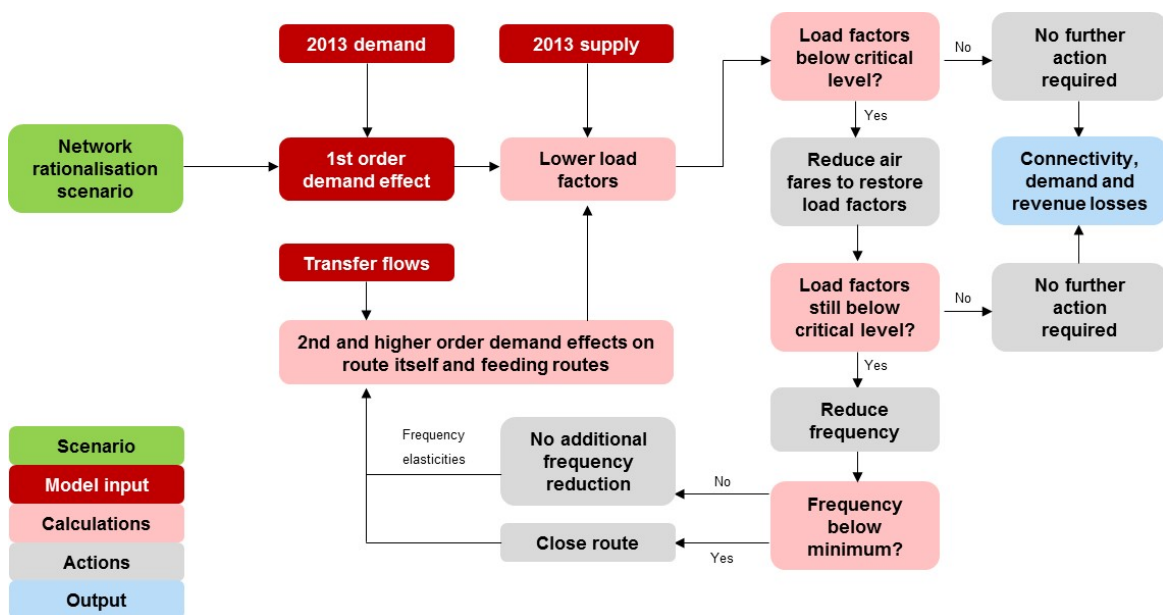 2013 demand
2013 supply
Load factors
below critical
level?
No
No further
action
required
Yes
Network
rationalisation
scenario
1st order
demand effect
Lower load
factors
Reduce air
fares to restore
load factors
Connectivity,
demand and
revenue losses
Transfer flows
Load factors
still below
critical level?
No
No further
action
required
2nd and higher order demand effects on
route itself and feeding routes
Yes
Reduce
frequency
Frequency
elasticities
No additional
frequency
reduction
No
Frequency
below
minimum?
Close route
Yes
Scenario
Model input
Calculations
Actions
Output